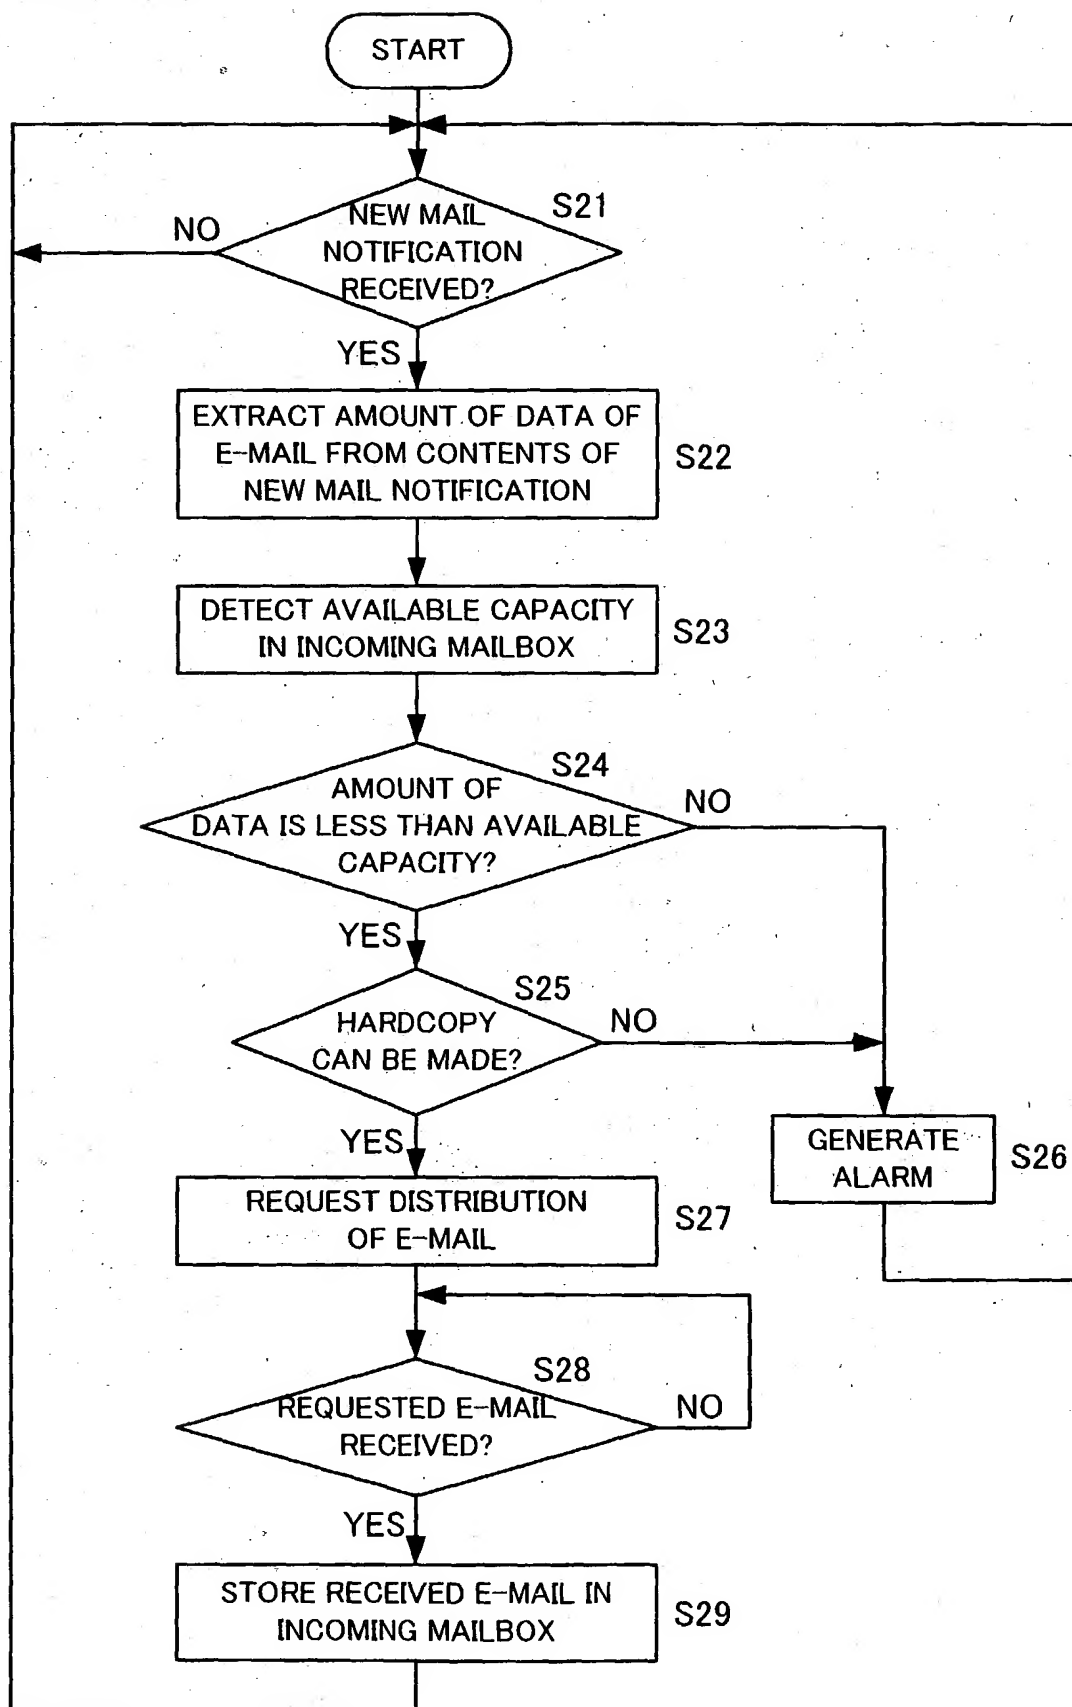 START
S21
NEW MAIL
NOTIFICATION
RECEIVED?
NO
YES
EXTRACT AMOUNT OF DATA OF
E-MAIL FROM CONTENTS OF
NEW MAIL NOTIFICATION
S22
DETECT AVAILABLE CAPACITY
IN INCOMING MAILBOX
S23
S24
AMOUNT OF
DATA IS LESS THAN AVAILABLE
CAPACITY?
NO
YES
S25
HARDCOPY
CAN BE MADE?
NO
YES
GENERATE
ALARM
S26
REQUEST DISTRIBUTION
OF E-MAIL
S27
S28
REQUESTED E-MAIL
RECEIVED?
NO
YES
STORE RECEIVED E-MAIL IN
INCOMING MAILBOX
S29